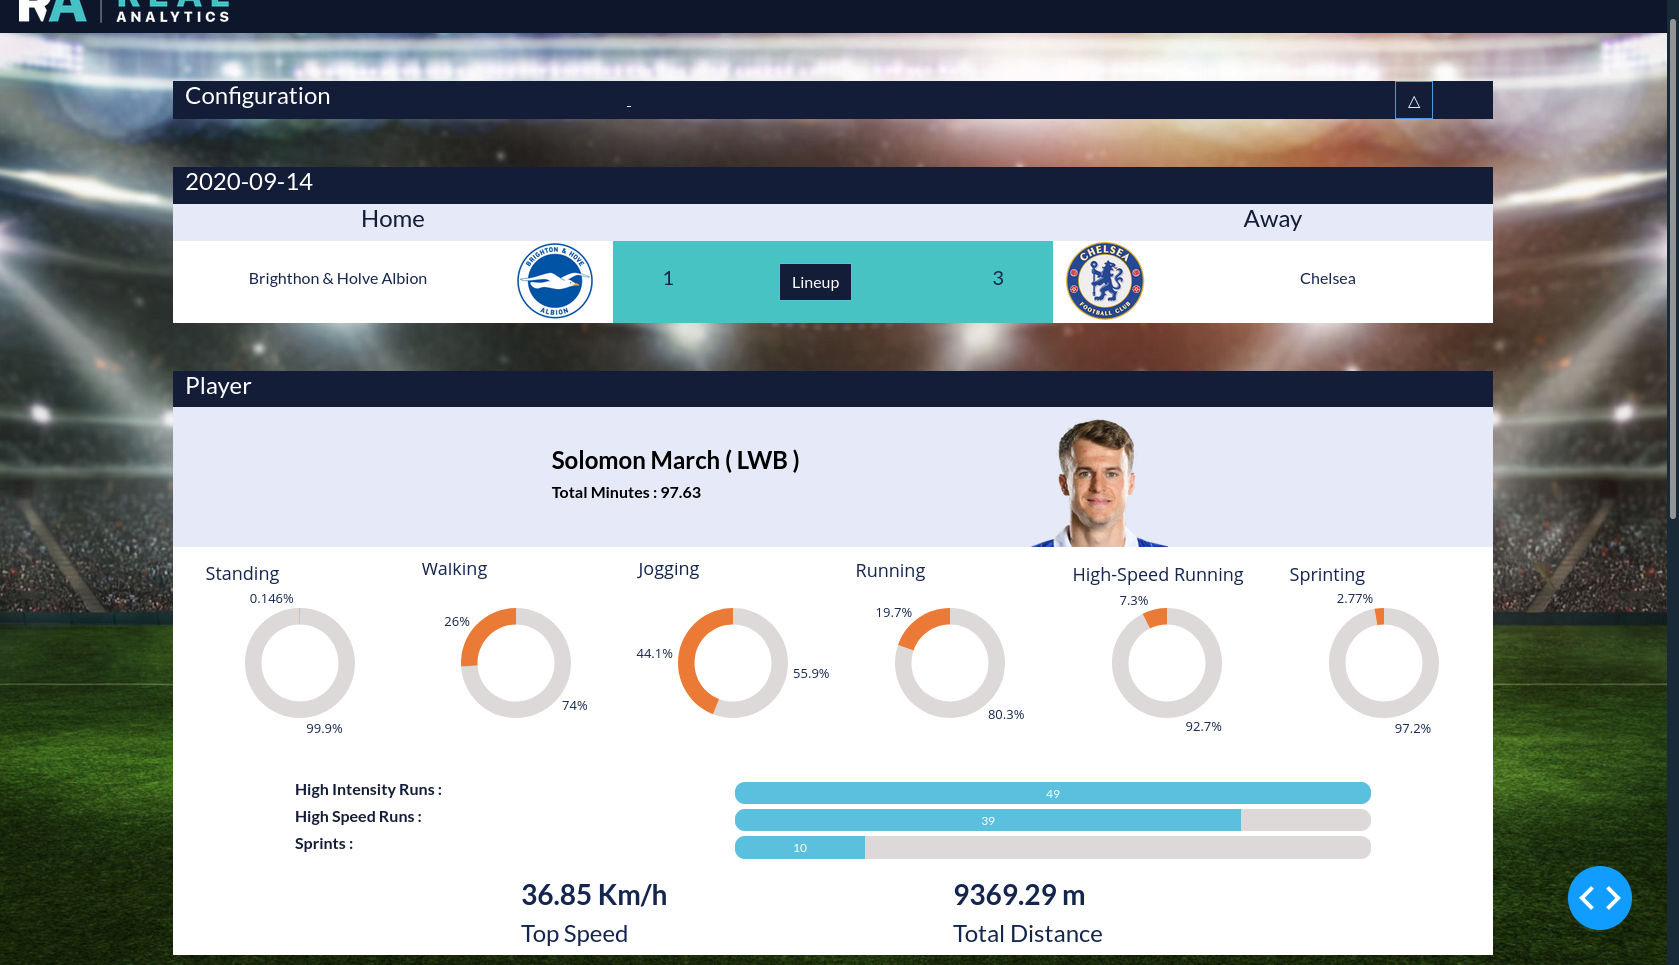 RA REAL
ANALYTICS
Configuration
-
△
2020-09-14
Home Away
Brighthon & Holve Albion
BRIGHTON & HOVE
ALBION
1 Lineup 3
CHELSEA
FOOTBALL CLUB
Chelsea
Player
Solomon March ( LWB )
Total Minutes : 97.63
Standing
0.146%
99.9%
Walking
26%
74%
Jogging
44.1%
55.9%
Running
19.7%
80.3%
High-Speed Running
7.3%
92.7%
Sprinting
2.77%
97.2%
High Intensity Runs : 49
High Speed Runs : 39
Sprints : 10
36.85 Km/h
Top Speed
9369.29 m
Total Distance